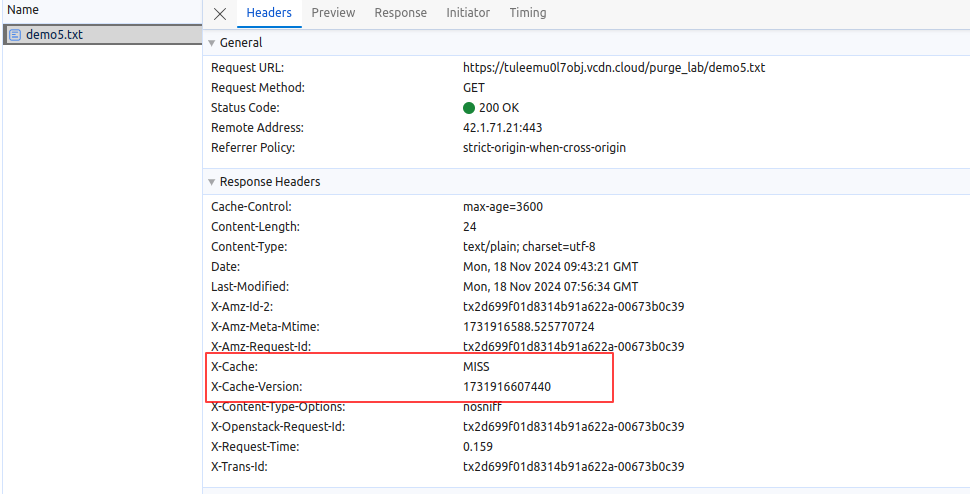 Name
demo5.txt
Headers Preview Response Initiator Timing
General
Request URL: https://tuleemu0l7obj.vcdn.cloud/purge_lab/demo5.txt
Request Method: GET
Status Code: 200 OK
Remote Address: 42.1.71.21:443
Referrer Policy: strict-origin-when-cross-origin
Response Headers
Cache-Control: max-age=3600
Content-Length: 24
Content-Type: text/plain; charset=utf-8
Date: Mon, 18 Nov 2024 09:43:21 GMT
Last-Modified: Mon, 18 Nov 2024 07:56:34 GMT
X-Amz-Id-2: tx2d699f01d8314b91a622a-00673b0c39
X-Amz-Meta-Mtime: 1731916588.525770724
X-Amz-Request-Id: tx2d699f01d8314b91a622a-00673b0c39
X-Cache: MISS
X-Cache-Version: 1731916607440
X-Content-Type-Options: nosniff
X-Openstack-Request-Id: tx2d699f01d8314b91a622a-00673b0c39
X-Request-Time: 0.159
X-Trans-Id: tx2d699f01d8314b91a622a-00673b0c39